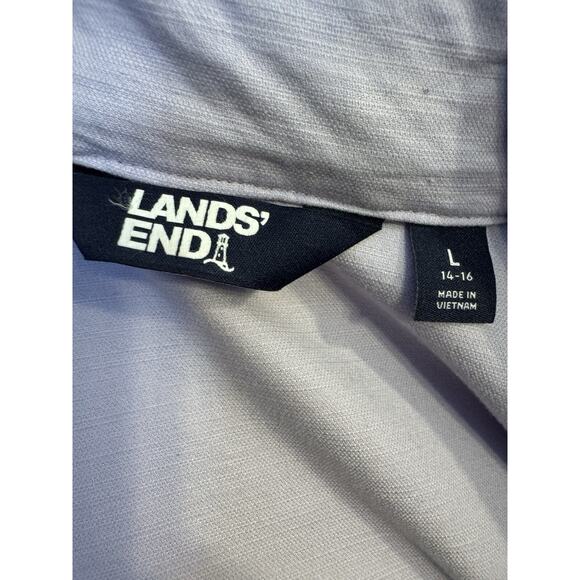 LANDS'
END
L
14-16
MADE IN
VIETNAM